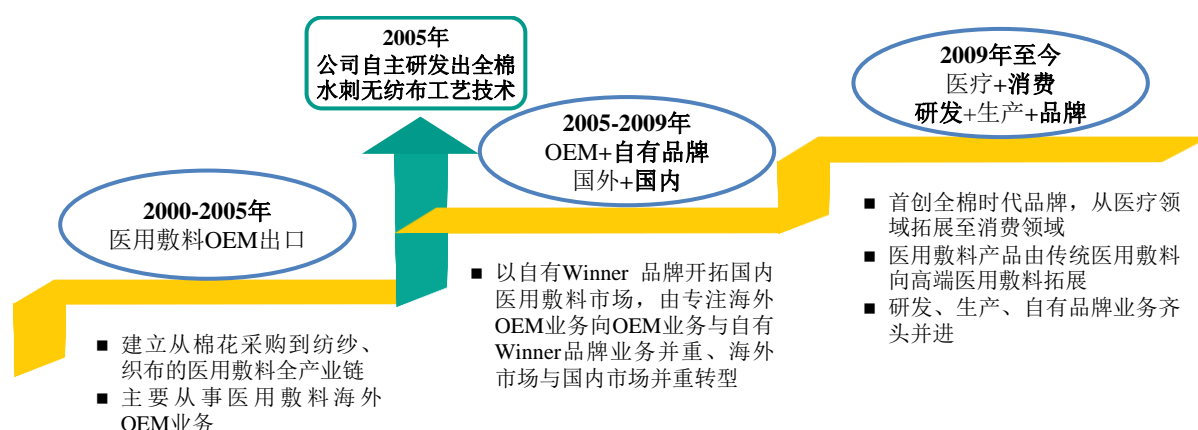 2005年
公司自主研发出全棉
水刺无纺布工艺技术
2009年至今
医疗+消费
研发+生产+品牌
2005-2009年
OEM+自有品牌
国外+国内
2000-2005年
医用敷料OEM出口
■ 建立从棉花采购到纺纱、
织布的医用敷料全产业链
■ 主要从事医用敷料海外
OEM业务
■ 以自有Winner 品牌开拓国内
医用敷料市场，由专注海外
OEM业务向OEM业务与自有
Winner品牌业务并重、海外
市场与国内市场并重转型
■ 首创全棉时代品牌，从医疗领
域拓展至消费领域
■ 医用敷料产品由传统医用敷料
向高端医用敷料拓展
■ 研发、生产、自有品牌业务齐
头并进